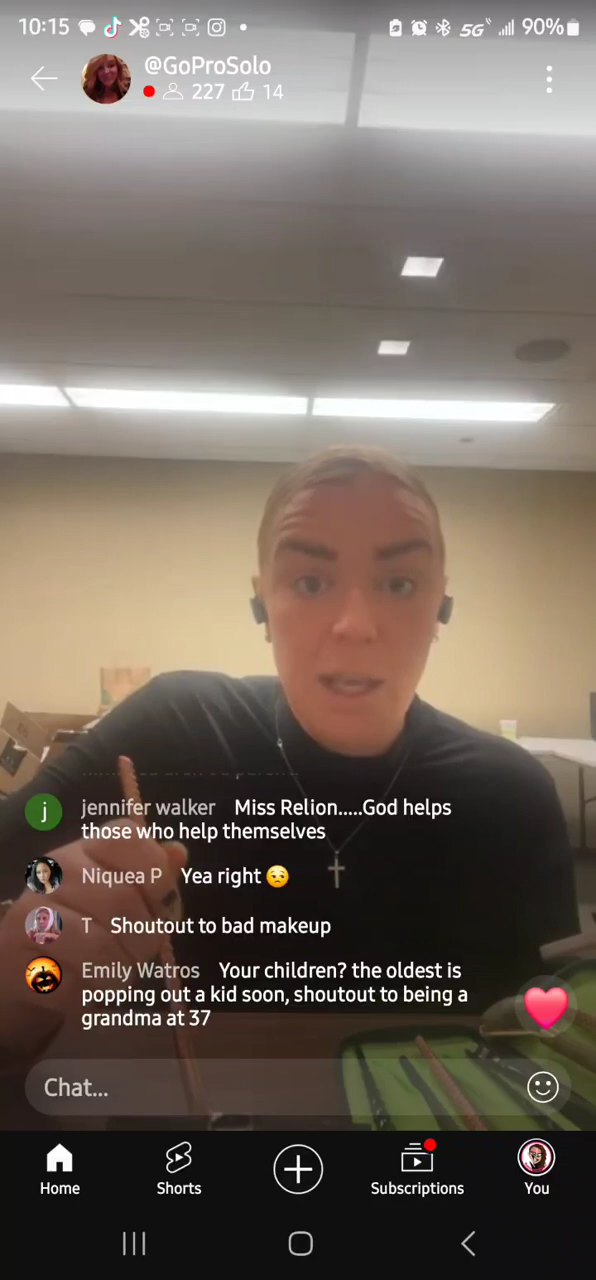 10:15
5G
90%
@GoProSolo
227 14
jennifer walker Miss Relion.....God helps
those who help themselves
Niquea P Yea right 😒
T Shoutout to bad makeup
Emily Watros Your children? the oldest is
popping out a kid soon, shoutout to being a
grandma at 37
Chat...
Home Shorts Subscriptions You